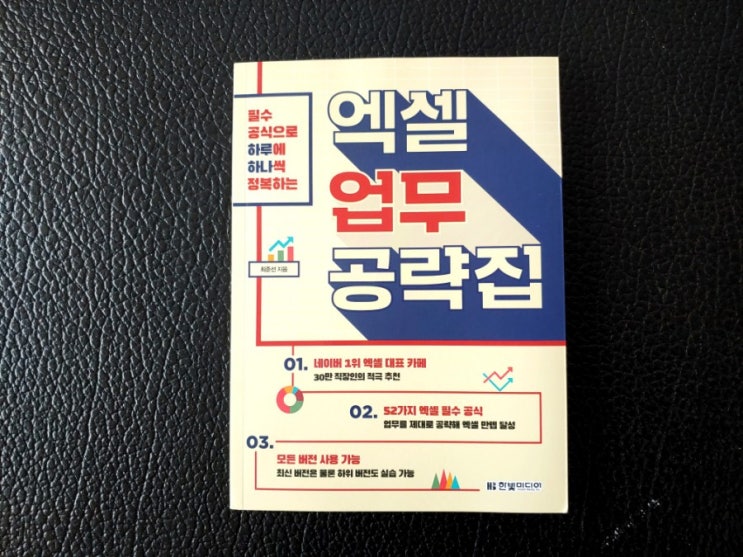 필수
공식으로
하루에
하나씩
정복하는
엑셀
업무
공략집
최준선 지음
01. 네이버 1위 엑셀 대표 카페
30만 직장인의 적극 추천
02. 52가지 엑셀 필수 공식
업무를 제대로 공략해 엑셀 만렙 달성
03. 모든 버전 사용 가능
최신 버전은 물론 하위 버전도 실습 가능
한빛미디어